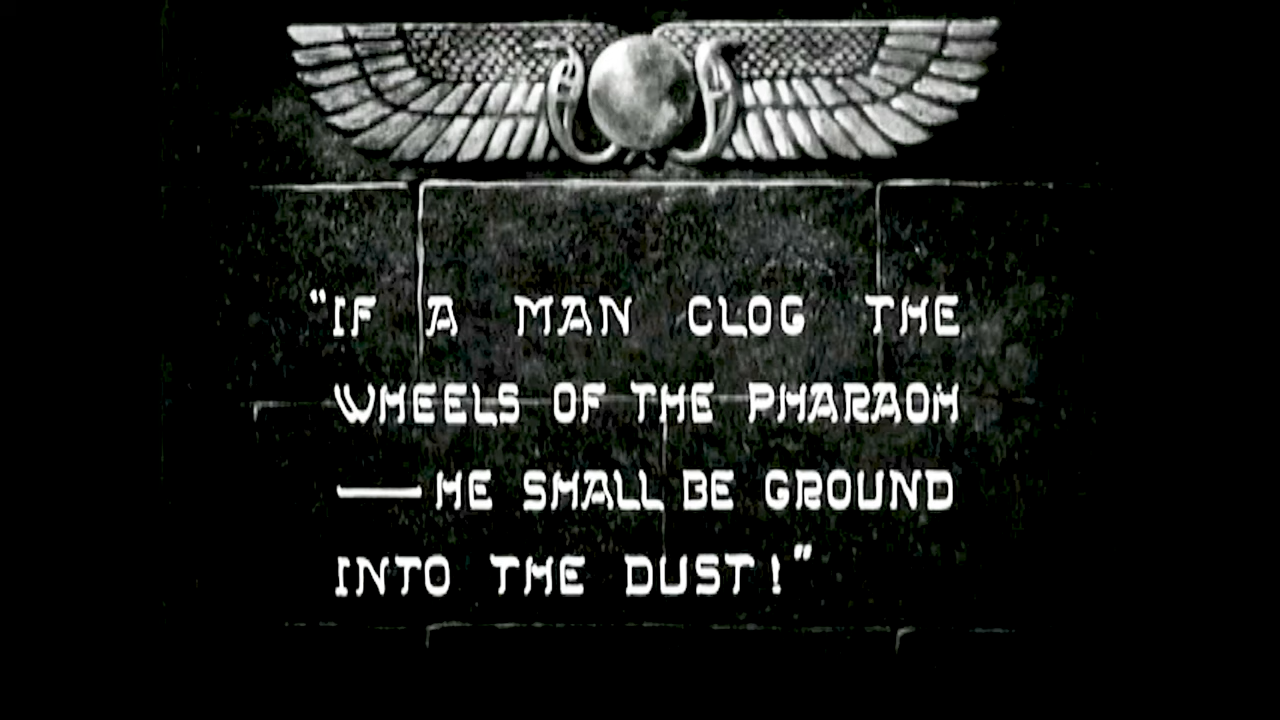 "IF A MAN CLOG THE
WHEELS OF THE PHARAOH
—HE SHALL BE GROUND
INTO THE DUST!"